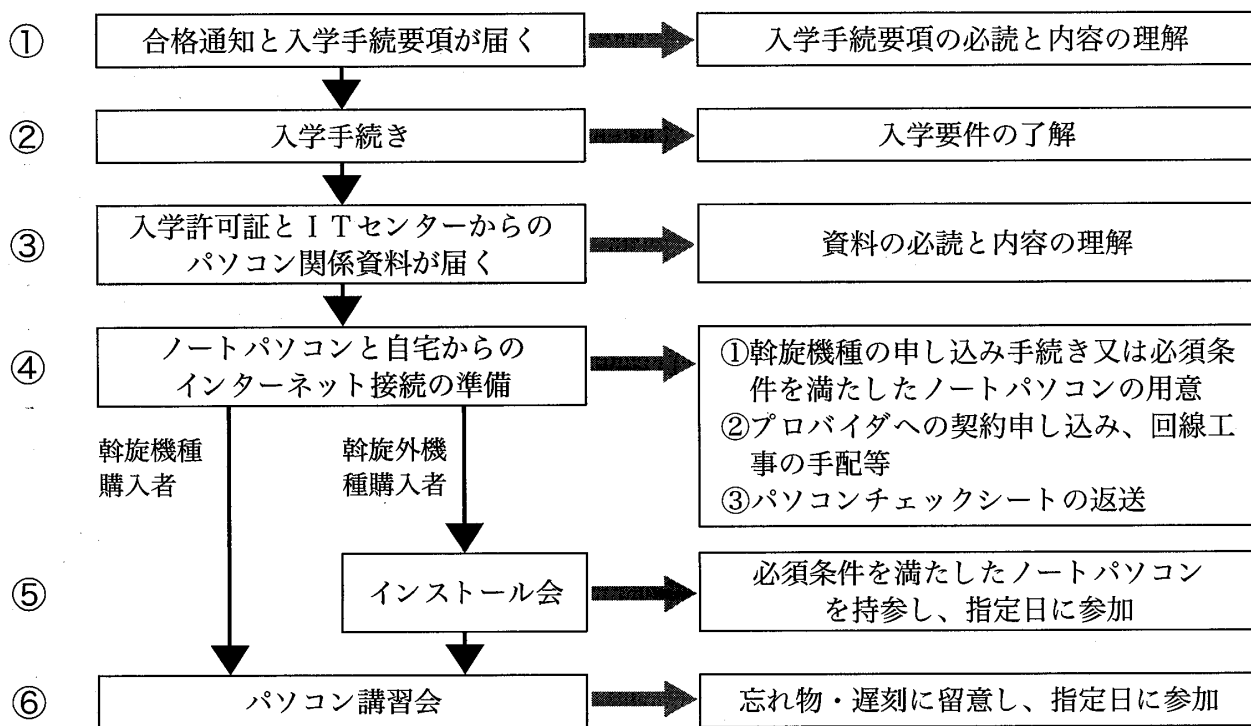 ① 合格通知と入学手続要項が届く 入学手続要項の必読と内容の理解
② 入学手続き 入学要件の了解
③ 入学許可証とITセンターからの
パソコン関係資料が届く
資料の必読と内容の理解
④ ノートパソコンと自宅からの
インターネット接続の準備
①斡旋機種の申し込み手続き又は必須条
件を満たしたノートパソコンの用意
②プロバイダへの契約申し込み、回線工
事の手配等
③パソコンチェックシートの返送
斡旋機種
購入者
斡旋外機
種購入者
⑤ インストール会
必須条件を満たしたノートパソコン
を持参し、指定日に参加
⑥ パソコン講習会 忘れ物・遅刻に留意し、指定日に参加